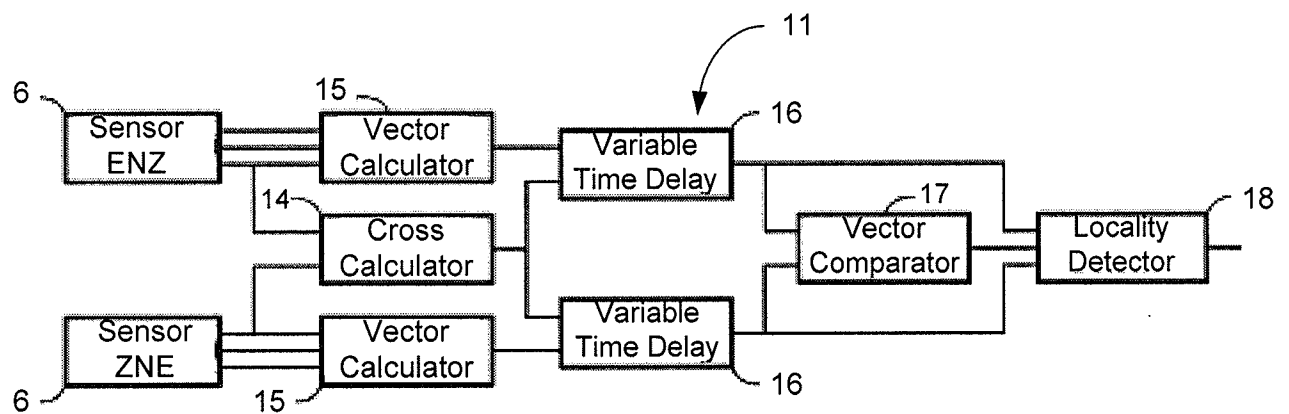 11
6
15
16
Sensor
ENZ
Vector
Calculator
Variable
Time Delay
14
17
18
Cross
Calculator
Vector
Comparator
Locality
Detector
Sensor
ZNE
Vector
Calculator
Variable
Time Delay
6
15
16